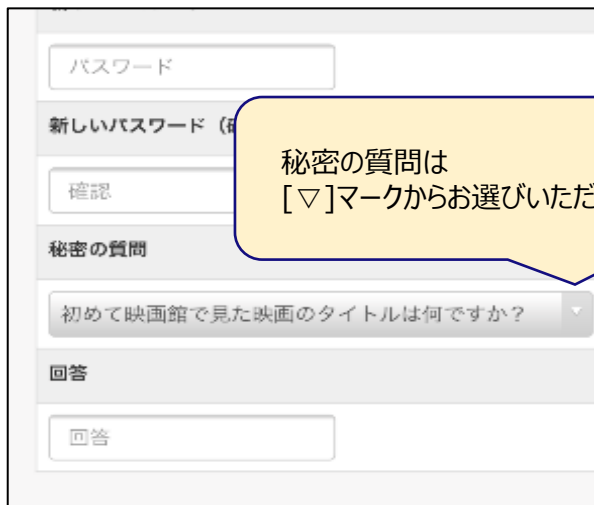 パスワード
新しいパスワード（
秘密の質問は
[▽]マークからお選びいただ
確認
秘密の質問
初めて映画館で見た映画のタイトルは何ですか？
回答
回答